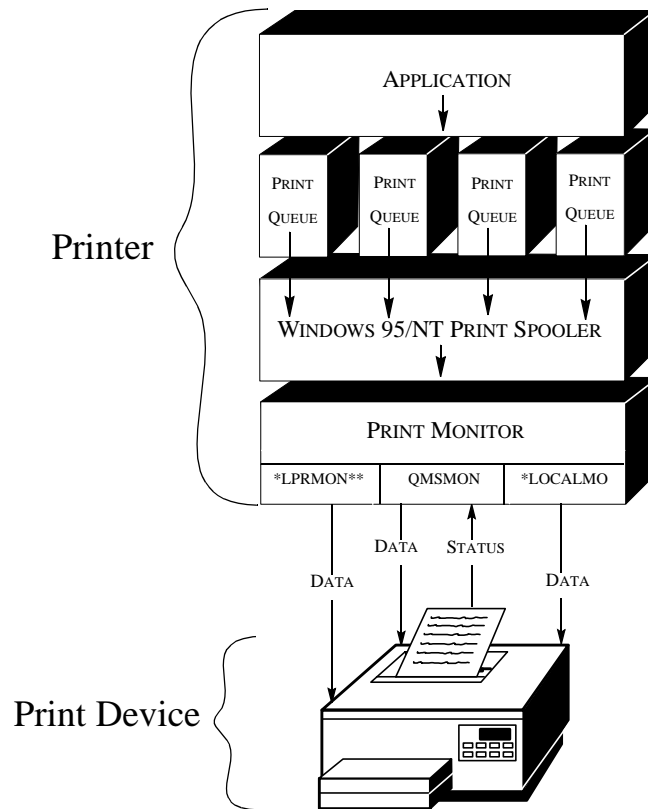 APPLICATION
PRINT PRINT PRINT PRINT
QUEUE QUEUE QUEUE QUEUE
Printer
WINDOWS 95/NT PRINT SPOOLER
PRINT MONITOR
*LPRMON** QMSMON *LOCALMO
DATA STATUS
DATA DATA
Print Device